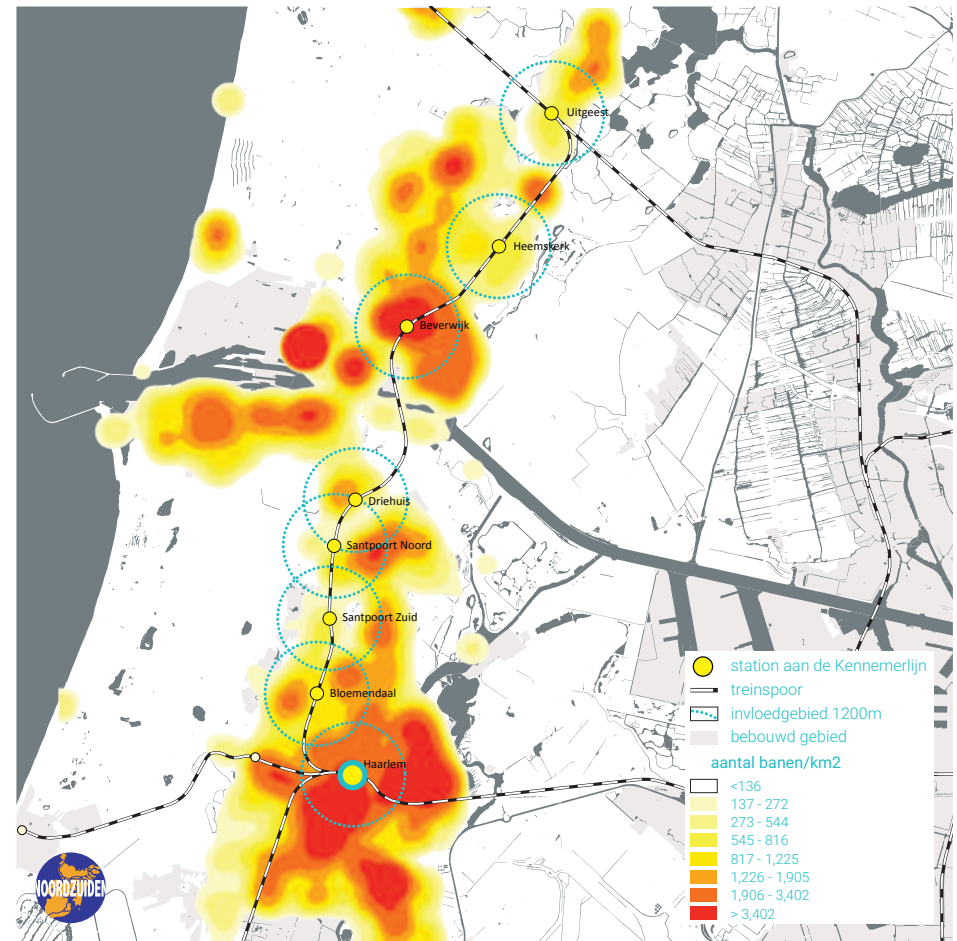 Uitgeest
Heemskerk
Beverwijk
Driehuis
Santpoort Noord
Santpoort Zuid
Bloemendaal
Haarlem
station aan de Kennemerlijn
treinspoor
invloedgebied 1200m
bebouwd gebied
aantal banen/km2
<136
137 - 272
273 - 544
545 - 816
817 - 1,225
1,226 - 1,905
1,906 - 3,402
> 3,402
NOORDZUIDEN